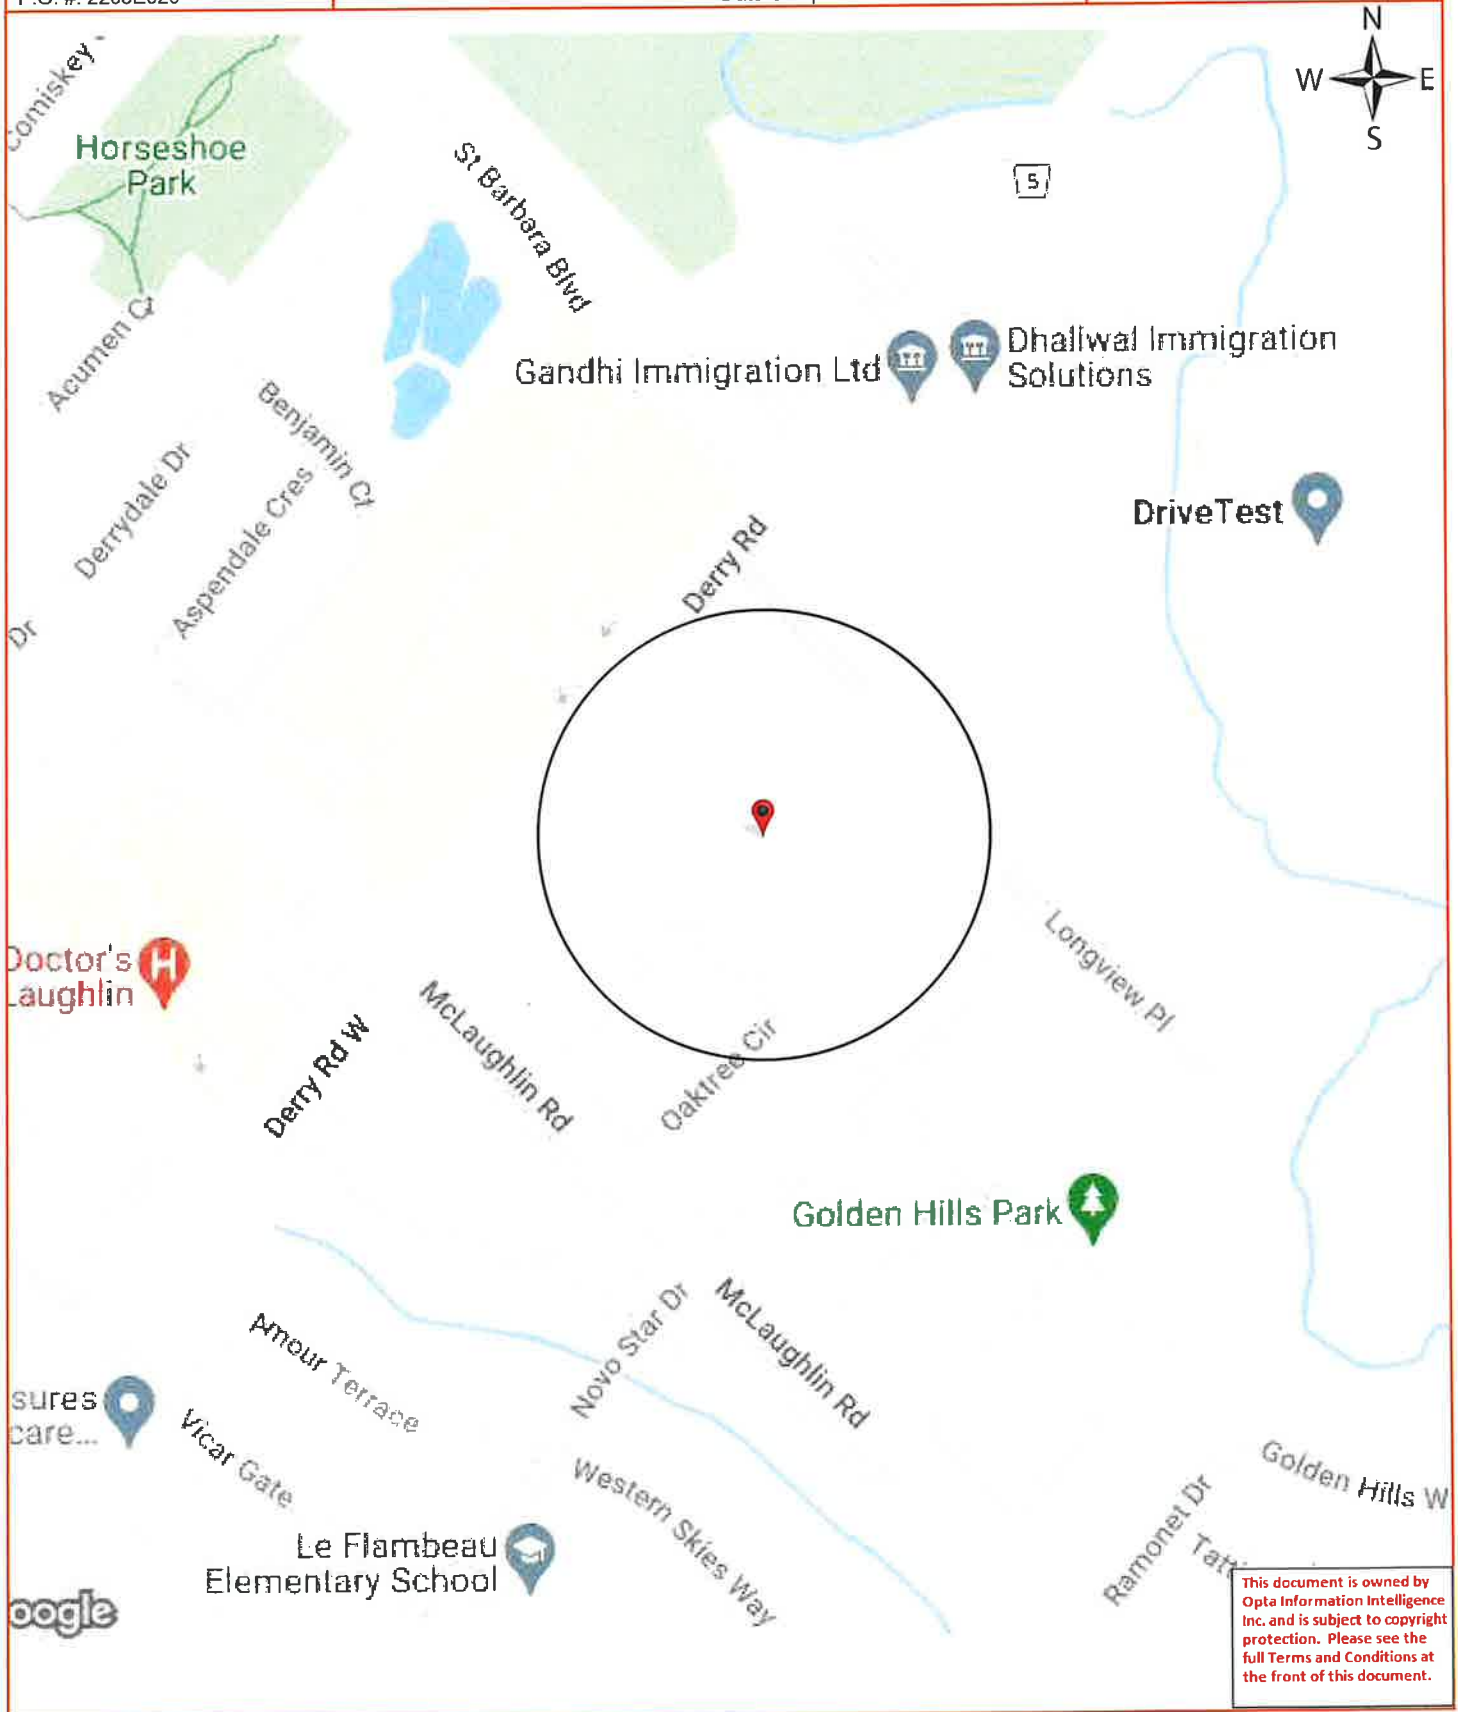 N
W E
S
Comiskey
Horseshoe
Park
St Barbara Blvd
5
Acumen Ct
Gandhi Immigration Ltd
Dhaliwal Immigration
Solutions
Benjamin Ct
Derrydale Dr
Aspendale Cres
DriveTest
Derry Rd
Dr
Doctor's
Laughlin
Longview Pl
McLaughlin Rd
Derry Rd W
Oaktree Cir
Golden Hills Park
Amour Terrace
Novo Star Dr
McLaughlin Rd
sures
care...
Vicar Gate
Golden Hills W
Western Skies Way
Ramonet Dr
Le Flambeau
Elementary School
oogle
This document is owned by
Opta Information Intelligence
Inc. and is subject to copyright
protection. Please see the
full Terms and Conditions at
the front of this document.